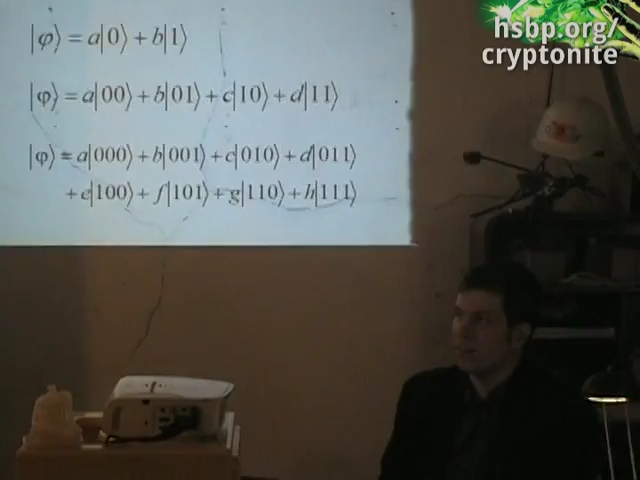 |φ⟩ = a|0⟩ + b|1⟩
|φ⟩ = a|00⟩ + b|01⟩ + c|10⟩ + d|11⟩
|φ⟩ = a|000⟩ + b|001⟩ + c|010⟩ + d|011⟩
+ e|100⟩ + f|101⟩ + g|110⟩ + h|111⟩
hsbp.org/
cryptonite